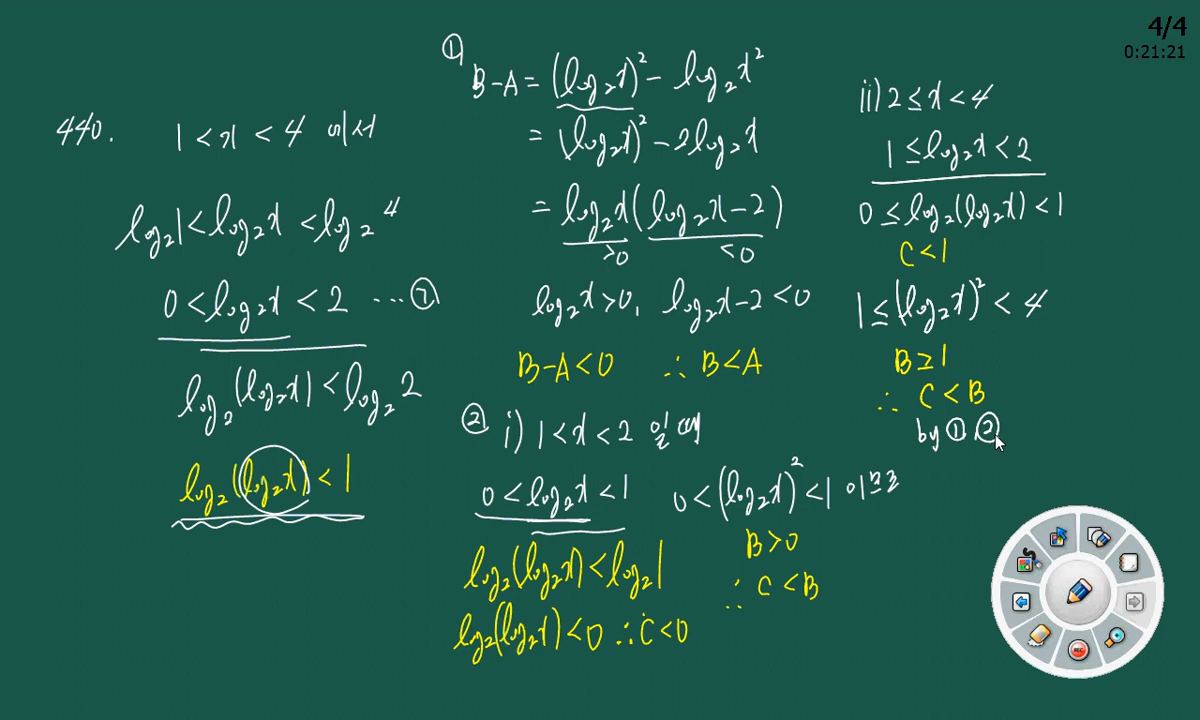 4/4
0:21:21
440. 1 < x < 4 에서
log₂1 < log₂x < log₂4
0 < log₂x < 2 ... ㉠
log₂(log₂x) < log₂2
log₂(log₂x) < 1
① B-A = (log₂x)² - log₂x²
= (log₂x)² - 2log₂x
= log₂x(log₂x-2)
>0 <0
log₂x>0, log₂x-2<0
B-A<0 ∴ B<A
② i) 1<x<2 일 때
0 < log₂x < 1 0 < (log₂x)² < 1 이므로
log₂(log₂x) < log₂1
B>0
log₂(log₂x) < 0 ∴ C<0
∴ C<B
ii) 2≤x<4
1 ≤ log₂x < 2
0 ≤ log₂(log₂x) < 1
C<1
1 ≤ (log₂x)² < 4
B≥1
∴ C<B
by ① ②
REC